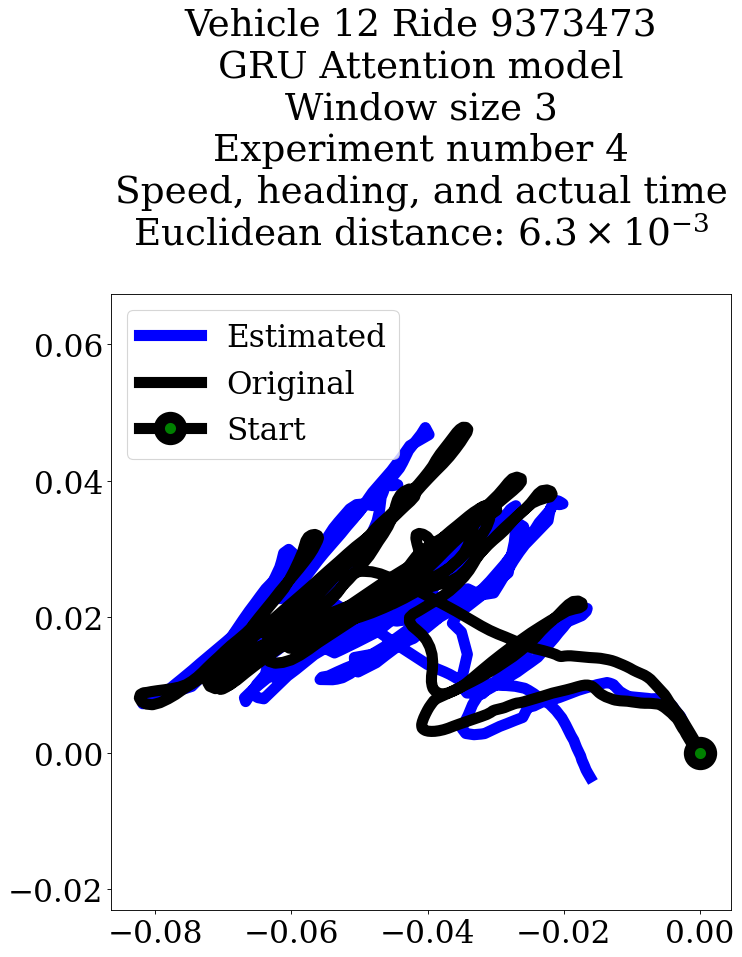 Vehicle 12 Ride 9373473
GRU Attention model
Window size 3
Experiment number 4
Speed, heading, and actual time
Euclidean distance: 6.3 × 10⁻³
Estimated
Original
Start
0.06
0.04
0.02
0.00
−0.02
−0.08 −0.06 −0.04 −0.02 0.00